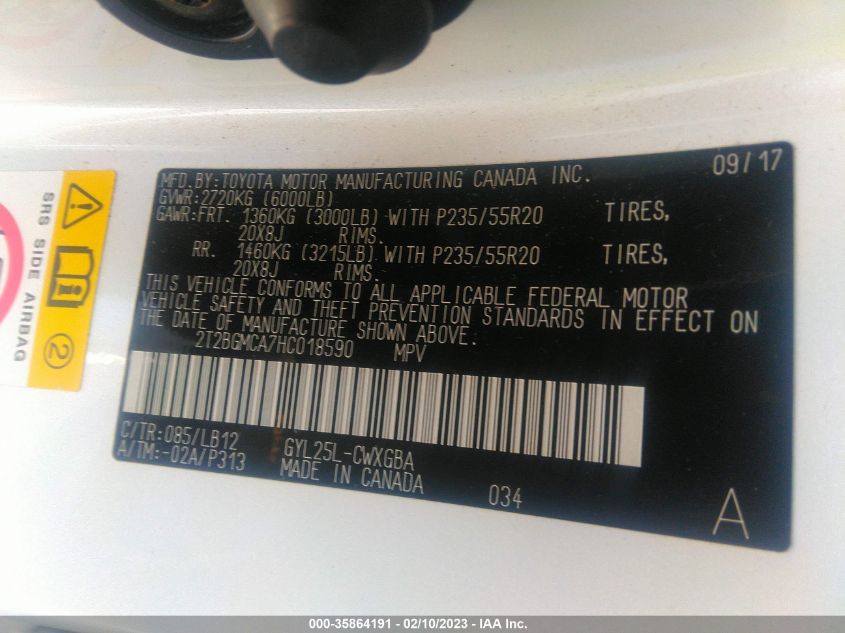 MFD.BY:TOYOTA MOTOR MANUFACTURING CANADA INC. 09/17
GVWR:2720KG (6000LB)
GAWR:FRT. 1360KG (3000LB) WITH P235/55R20 TIRES,
20X8J RIMS.
RR. 1460KG (3215LB) WITH P235/55R20 TIRES,
20X8J RIMS.
THIS VEHICLE CONFORMS TO ALL APPLICABLE FEDERAL MOTOR
VEHICLE SAFETY AND THEFT PREVENTION STANDARDS IN EFFECT ON
THE DATE OF MANUFACTURE SHOWN ABOVE.
2T2BGMCA7HC018590 MPV
C/TR:085/LB12 GYL25L-CWXGBA
A/TM:-02A/P313 MADE IN CANADA 034
A
SRS SIDE AIRBAG
2
000-35864191 - 02/10/2023 - IAA Inc.